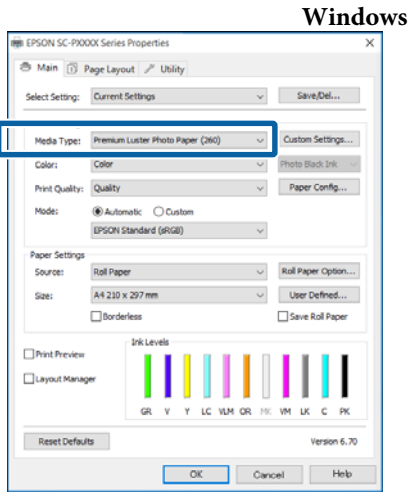 Windows
EPSON SC-PXXXX Series Properties
Main Page Layout Utility
Select Setting: Current Settings Save/Del...
Media Type: Premium Luster Photo Paper (260) Custom Settings...
Color: Color Photo Black Ink
Print Quality: Quality Paper Config...
Mode: Automatic Custom
EPSON Standard (sRGB)
Paper Settings
Source: Roll Paper Roll Paper Option...
Size: A4 210 x 297 mm User Defined...
Borderless Save Roll Paper
Print Preview
Layout Manager
Ink Levels
GR V Y LC VLM OR MK VM LK C PK
Reset Defaults Version 6.70
OK Cancel Help